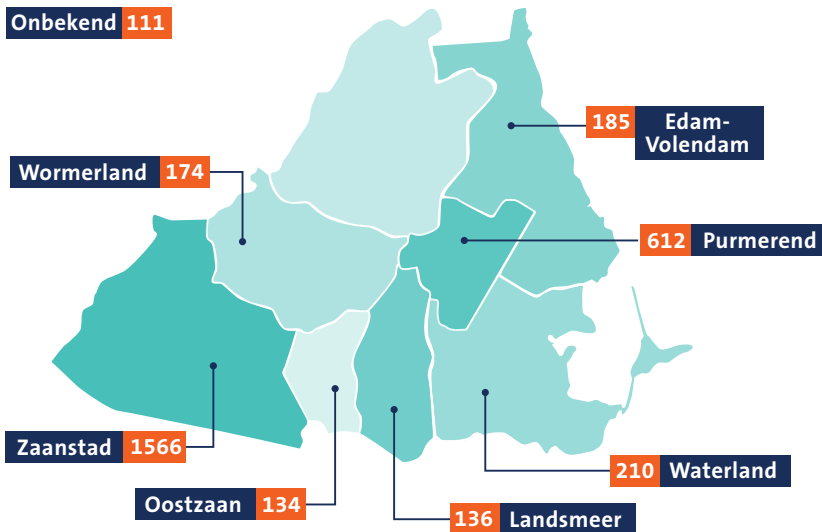 Onbekend 111
185 Edam-
Volendam
Wormerland 174
612 Purmerend
Zaanstad 1566
210 Waterland
Oostzaan 134
136 Landsmeer